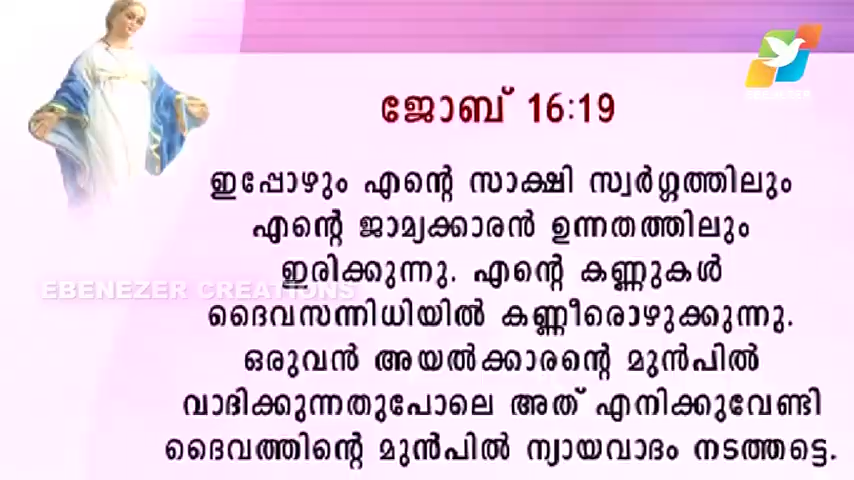 EBENEZER
ജോബ് 16:19
ഇപ്പോഴും എന്റെ സാക്ഷി സ്വർഗ്ഗത്തിലും
എന്റെ ജാമ്യക്കാരൻ ഉന്നതത്തിലും
ഇരിക്കുന്നു. എന്റെ കണ്ണുകൾ
EBENEZER CREATIONS
ദൈവസന്നിധിയിൽ കണ്ണീരൊഴുക്കുന്നു.
ഒരുവൻ അയൽക്കാരന്റെ മുൻപിൽ
വാദിക്കുന്നതുപോലെ അത് എനിക്കുവേണ്ടി
ദൈവത്തിന്റെ മുൻപിൽ ന്യായവാദം നടത്തട്ടെ.